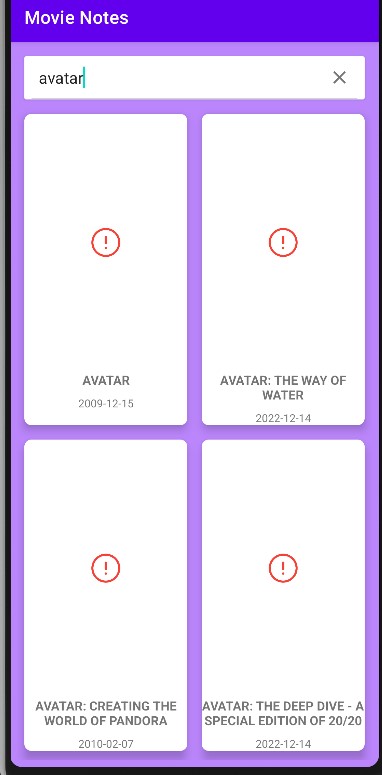 Movie Notes
avatar
AVATAR
2009-12-15
AVATAR: THE WAY OF
WATER
2022-12-14
AVATAR: CREATING THE
WORLD OF PANDORA
2010-02-07
AVATAR: THE DEEP DIVE - A
SPECIAL EDITION OF 20/20
2022-12-14